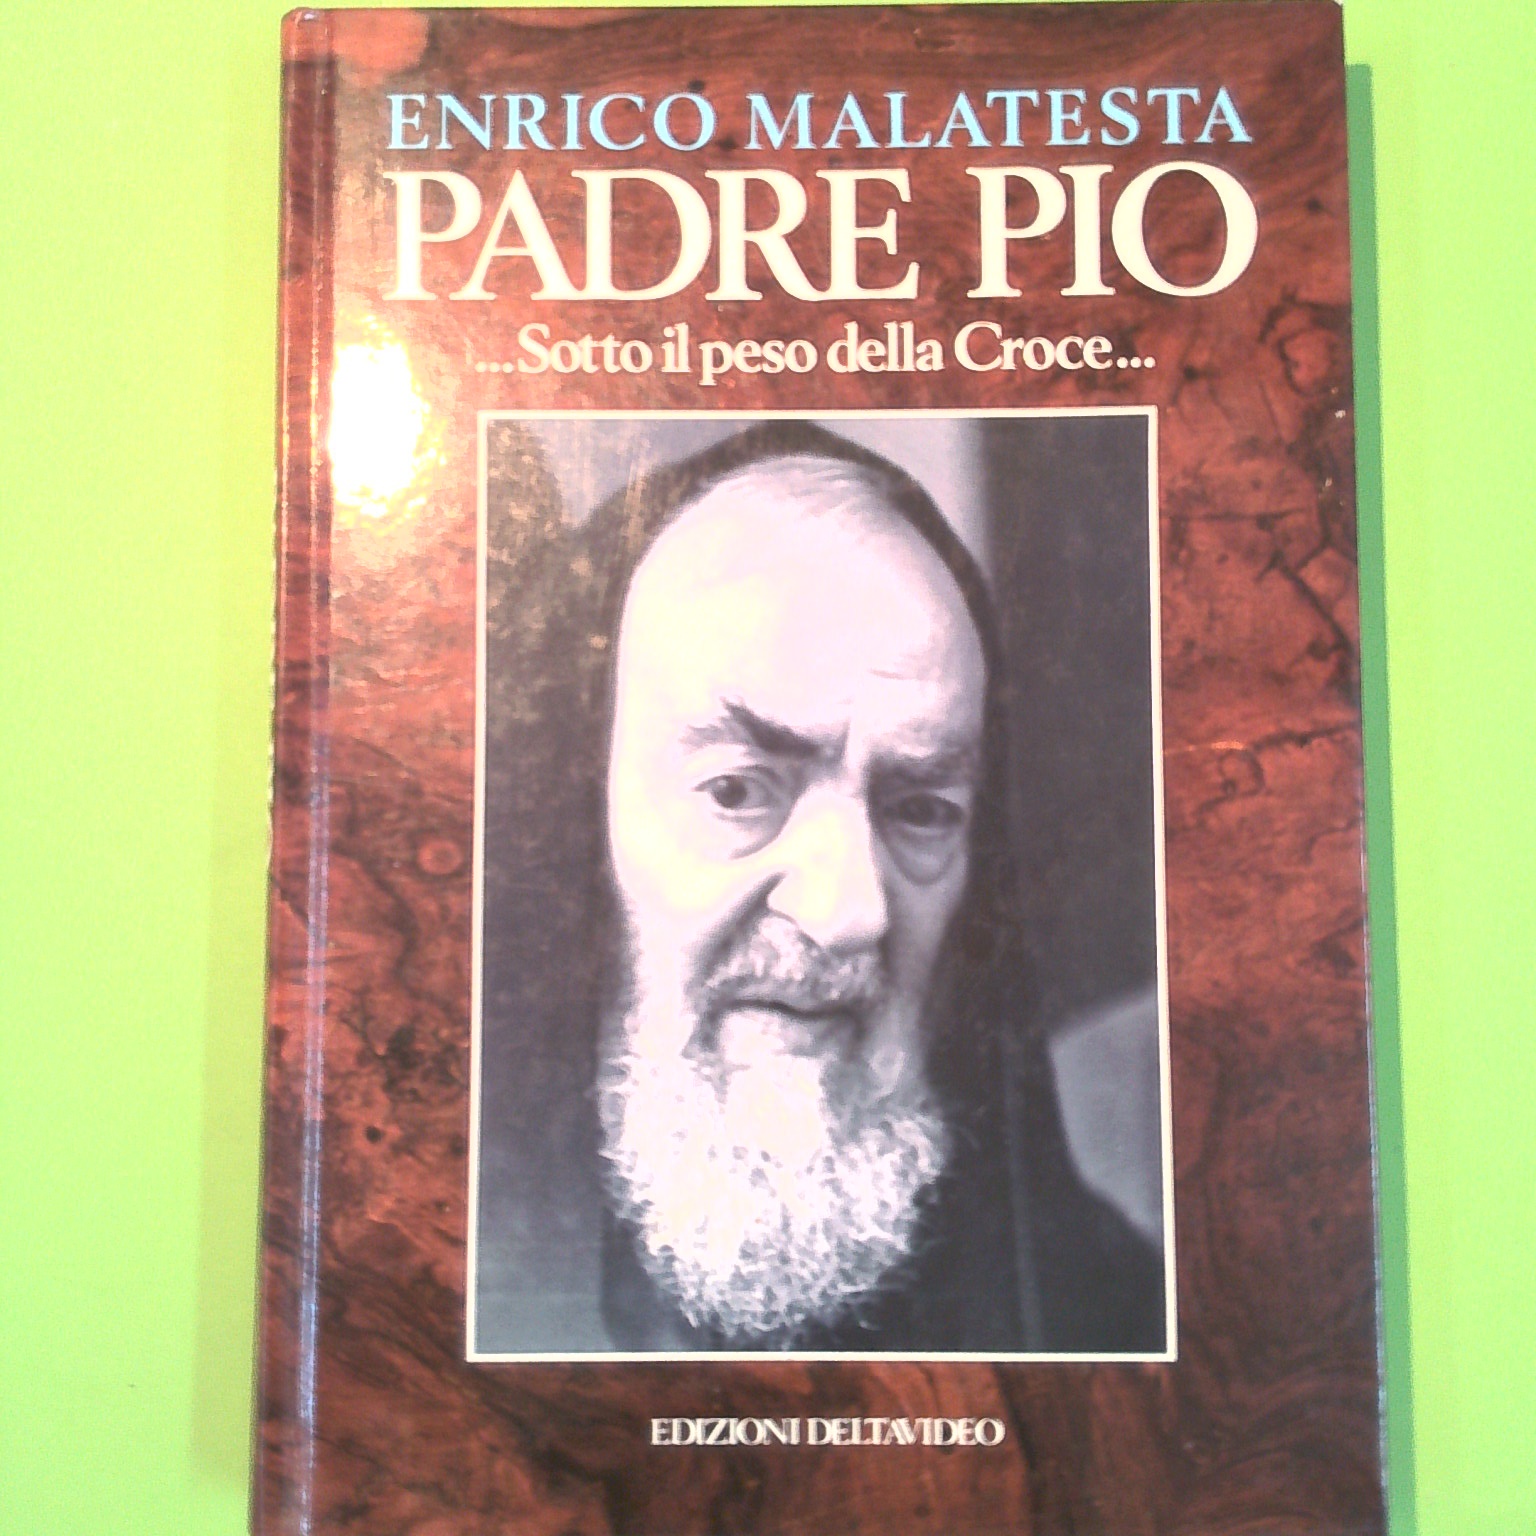 ENRICO MALATESTA
PADRE PIO
...Sotto il peso della Croce...
EDIZIONI DELTAVIDEO